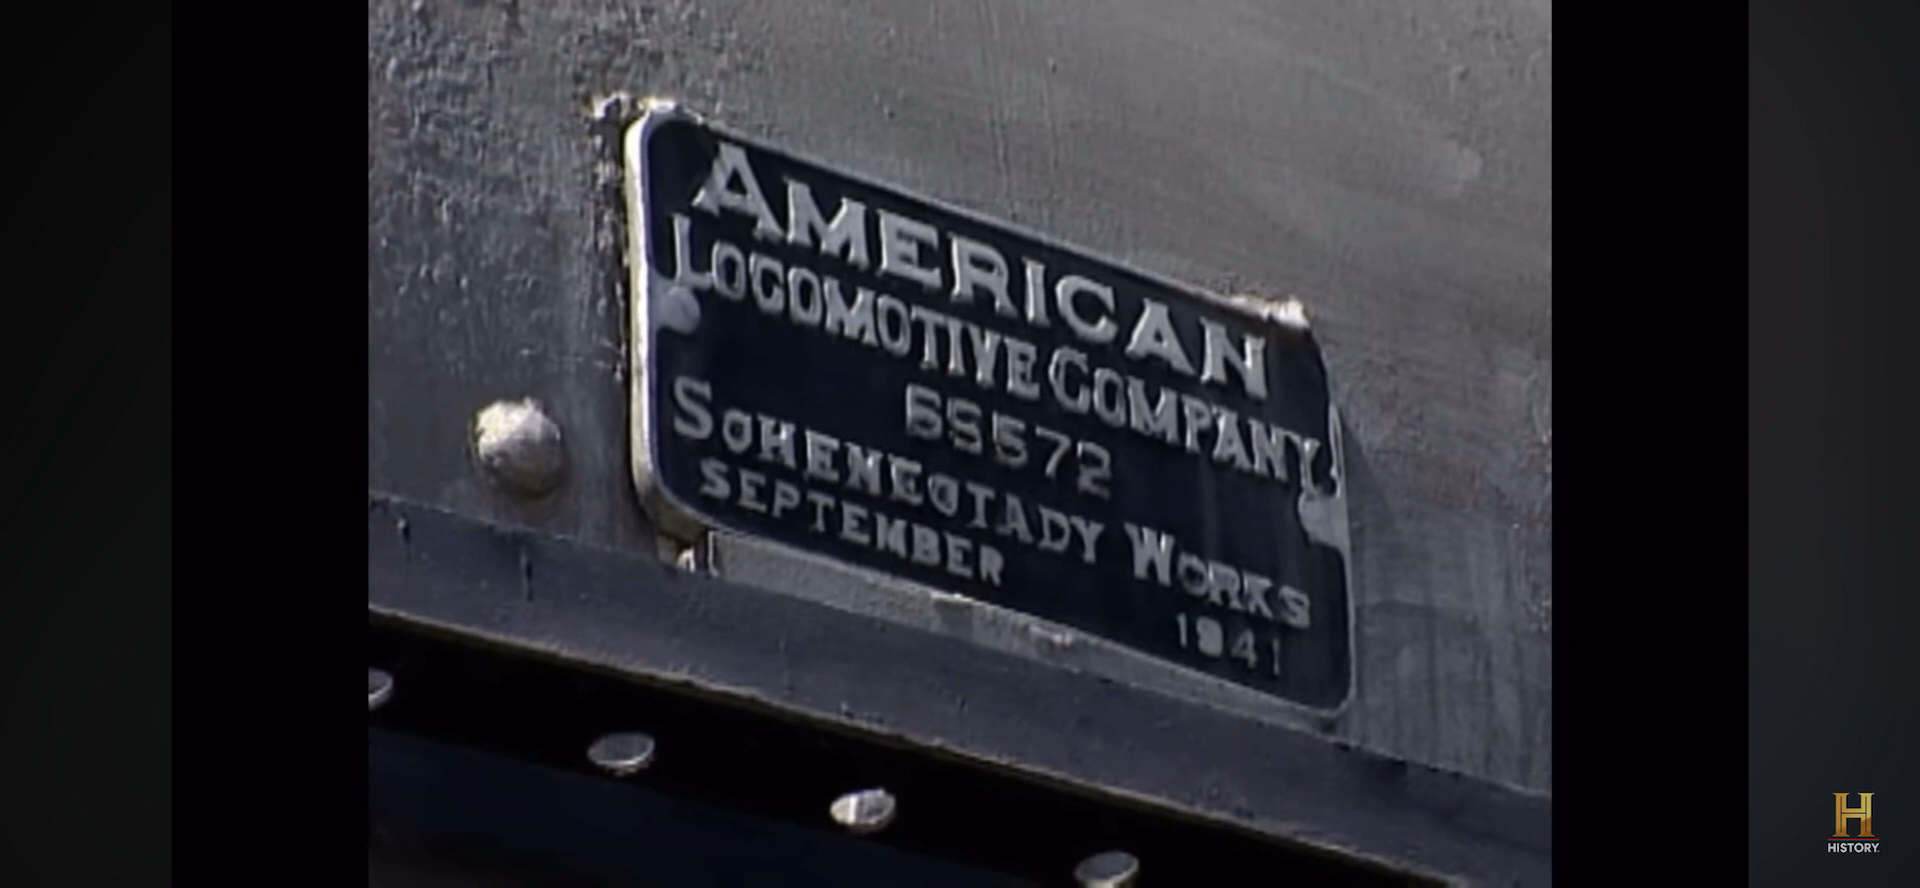 AMERICAN
LOCOMOTIVE COMPANY
69572
SCHENECTADY WORKS
SEPTEMBER 1941
H
HISTORY